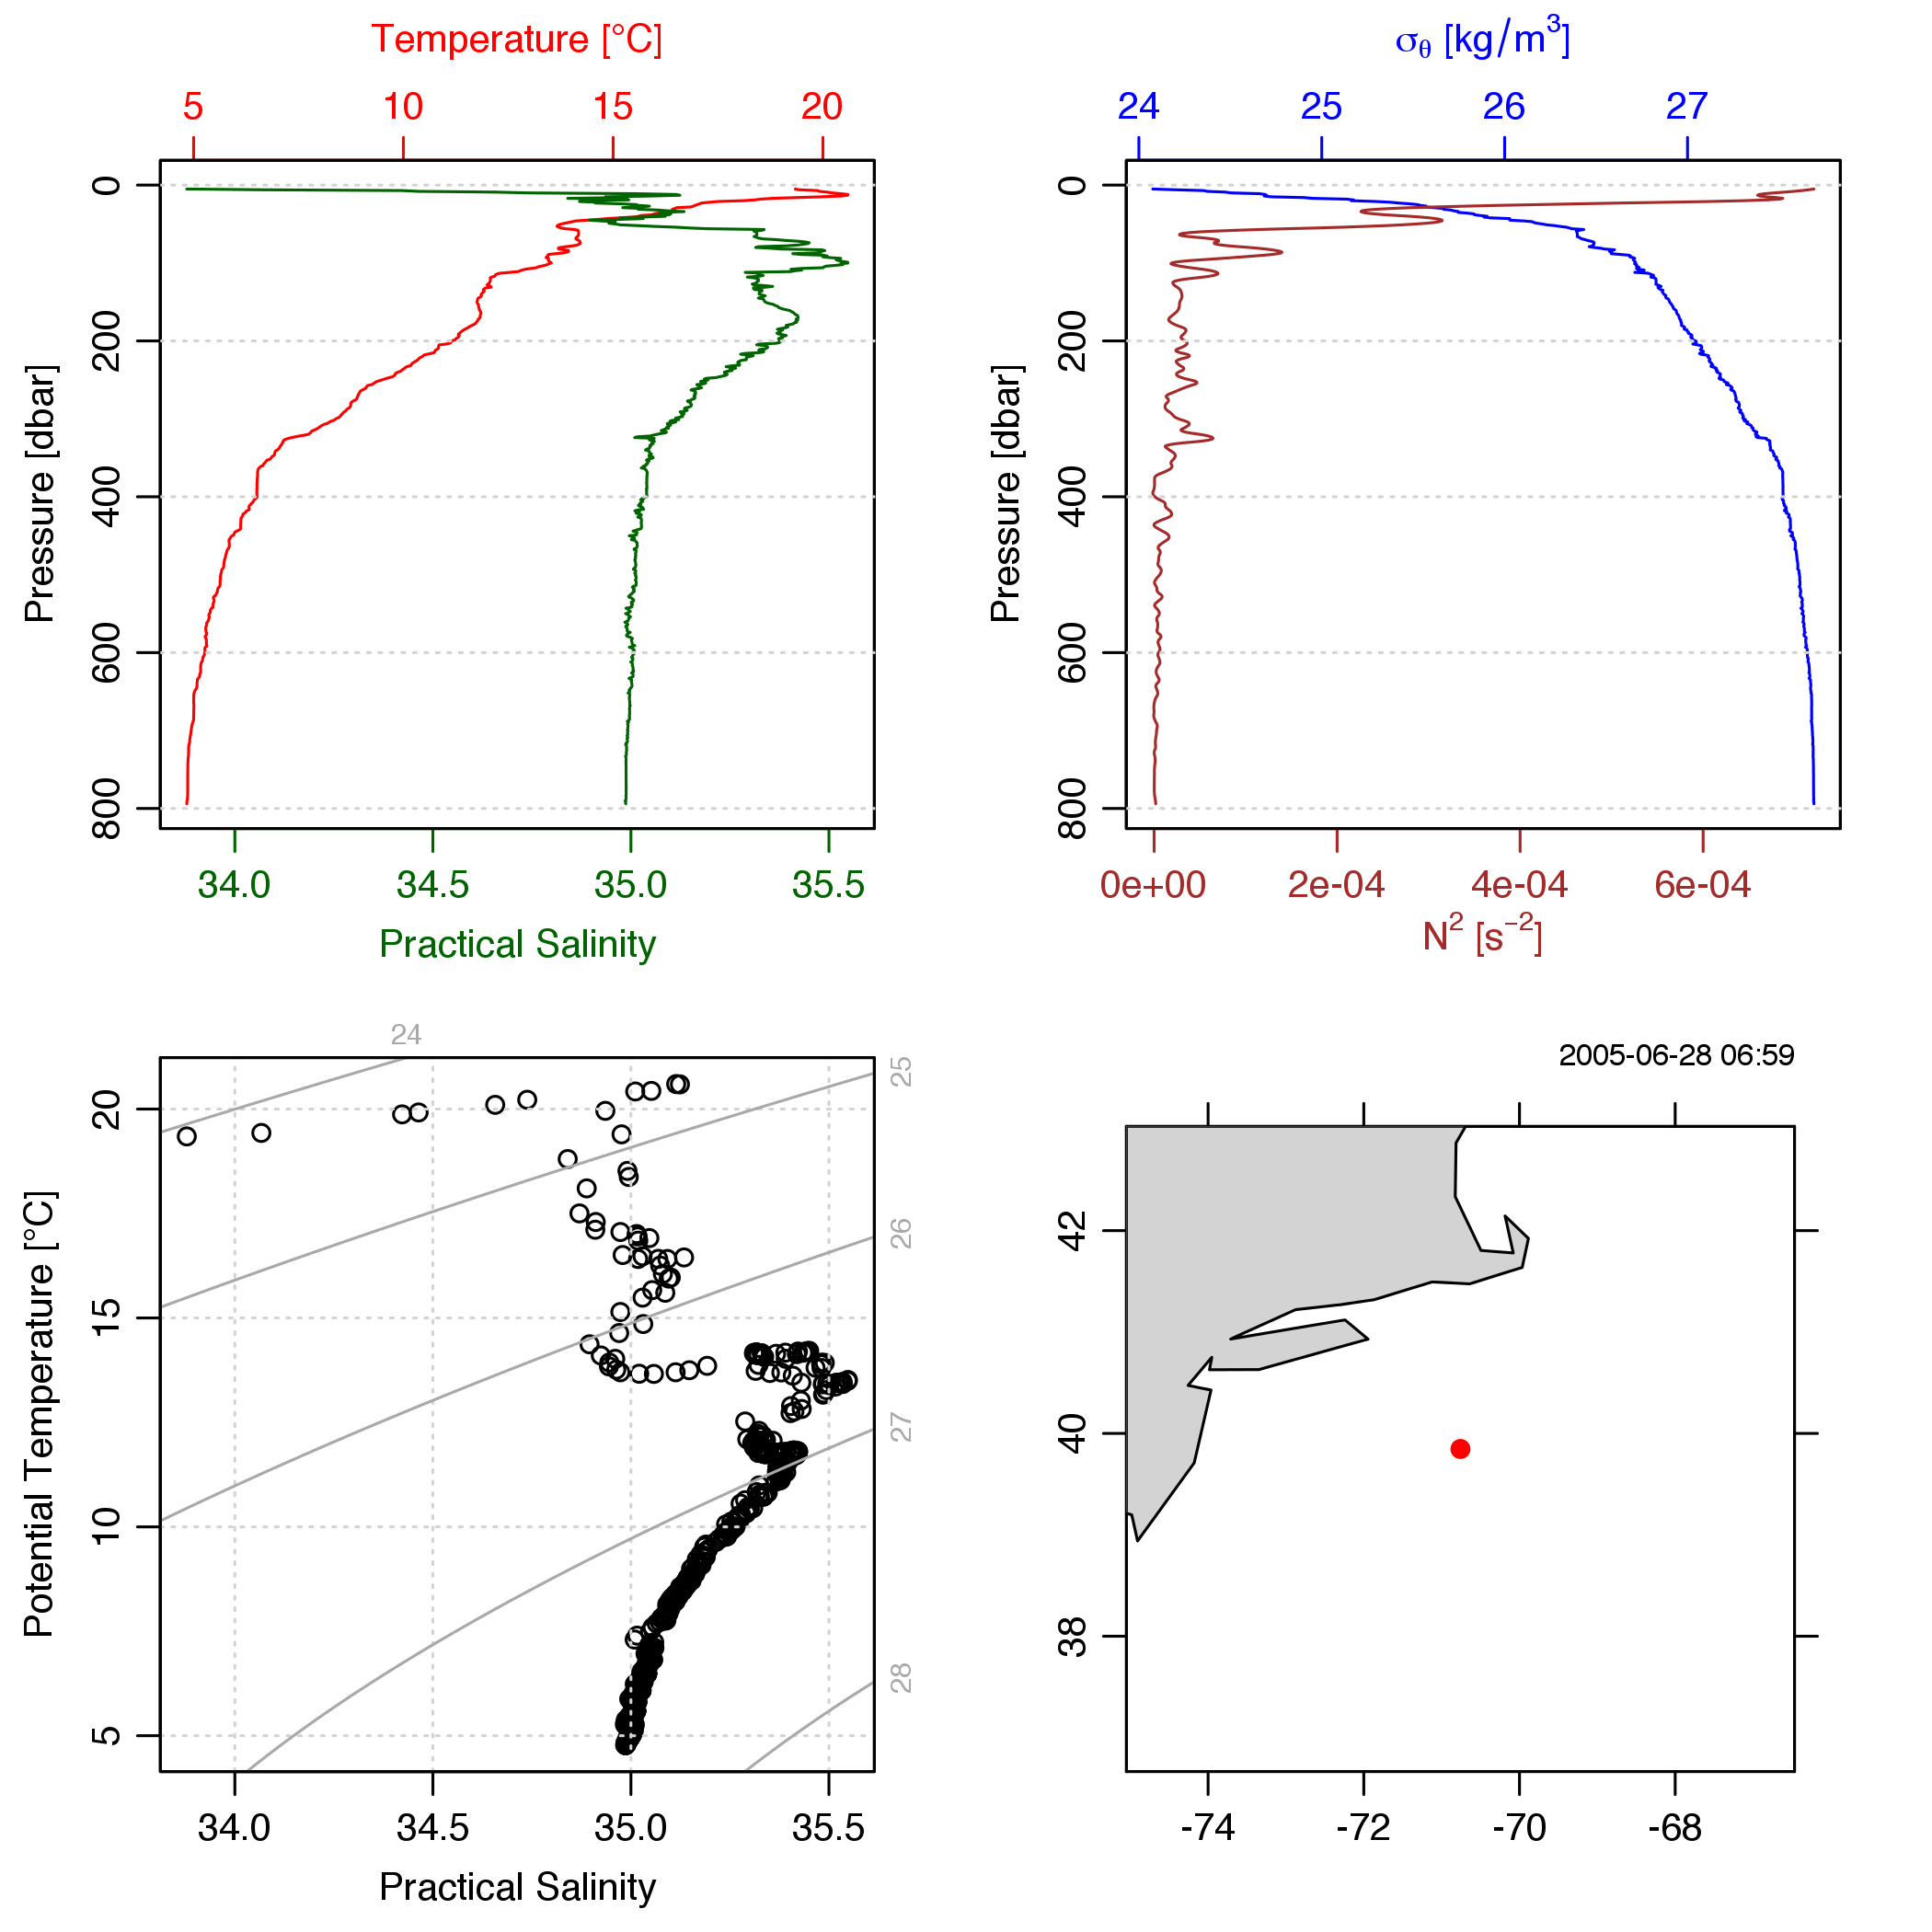 Temperature [°C]
5 10 15 20
0
200
400
600
800
Pressure [dbar]
34.0 34.5 35.0 35.5
Practical Salinity
σθ [kg/m³]
24 25 26 27
0
200
400
600
800
Pressure [dbar]
0e+00 2e-04 4e-04 6e-04
N² [s⁻²]
24
25
26
27
28
20
15
10
5
Potential Temperature [°C]
34.0 34.5 35.0 35.5
Practical Salinity
2005-06-28 06:59
42
40
38
-74 -72 -70 -68